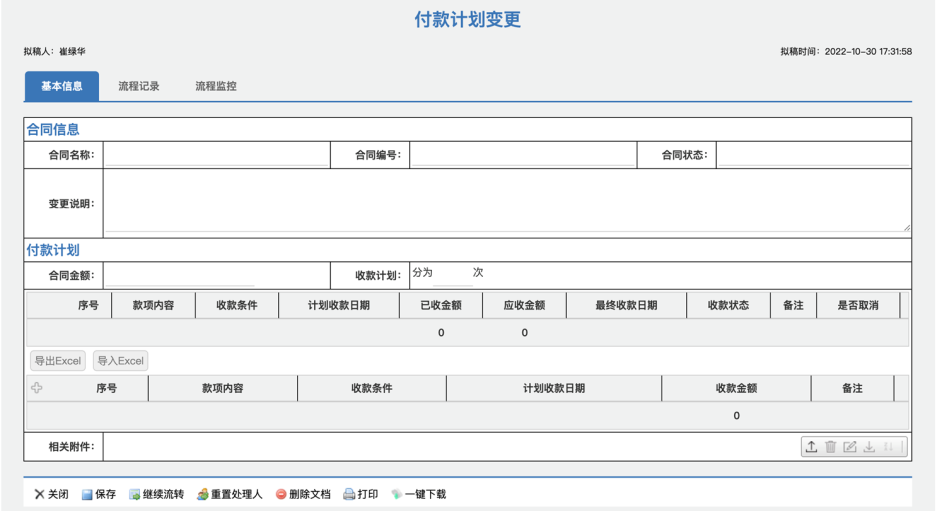 付款计划变更
拟稿人：崔绿华 拟稿时间：2022-10-30 17:31:58
基本信息 流程记录 流程监控
合同信息
合同名称： 合同编号： 合同状态：
变更说明：
付款计划
合同金额： 收款计划： 分为 次
序号 款项内容 收款条件 计划收款日期 已收金额 应收金额 最终收款日期 收款状态 备注 是否取消
0 0
导出Excel 导入Excel
序号 款项内容 收款条件 计划收款日期 收款金额 备注
0
相关附件：
关闭 保存 继续流转 重置处理人 删除文档 打印 一键下载